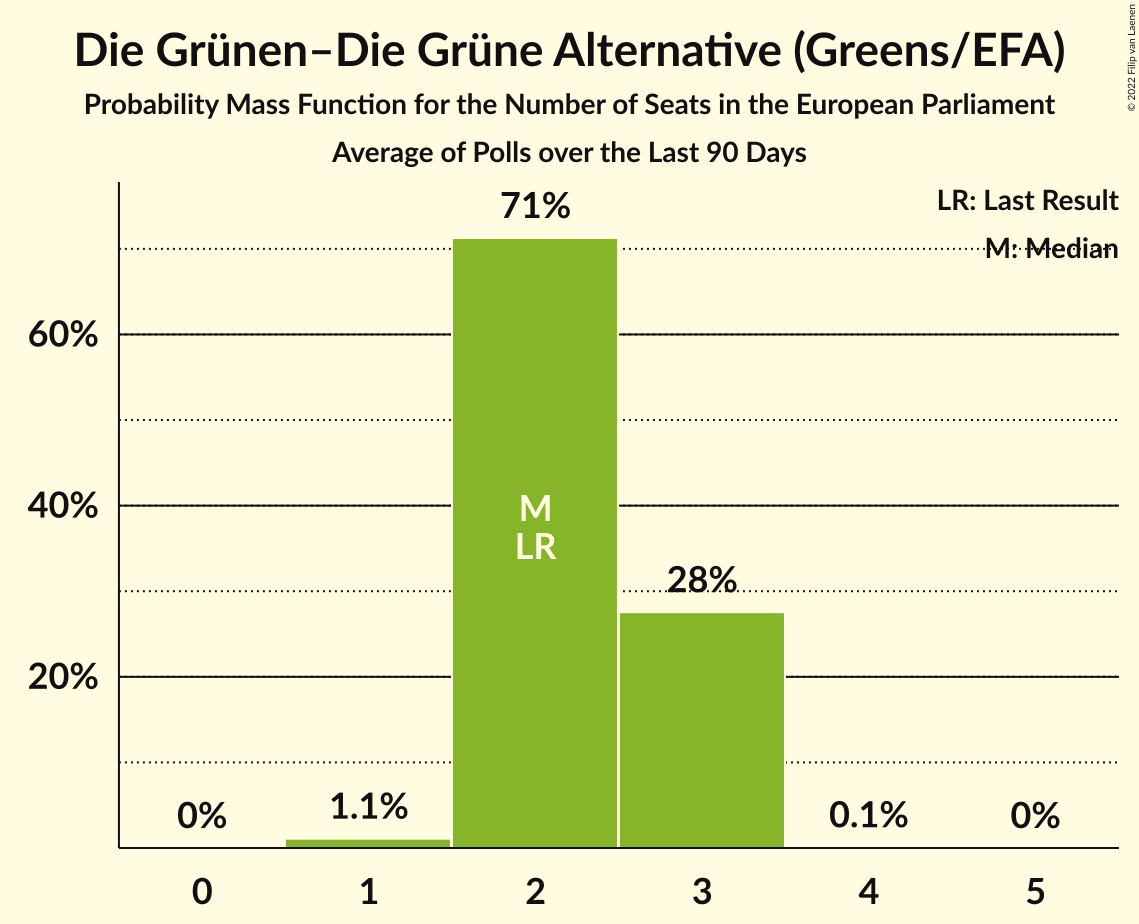 Die Grünen–Die Grüne Alternative (Greens/EFA)
Probability Mass Function for the Number of Seats in the European Parliament
Average of Polls over the Last 90 Days
© 2022 Filip van Laenen
LR: Last Result
M: Median
71%
60%
40%
20%
M
LR
28%
0%
1.1%
0.1%
0%
0
1
2
3
4
5